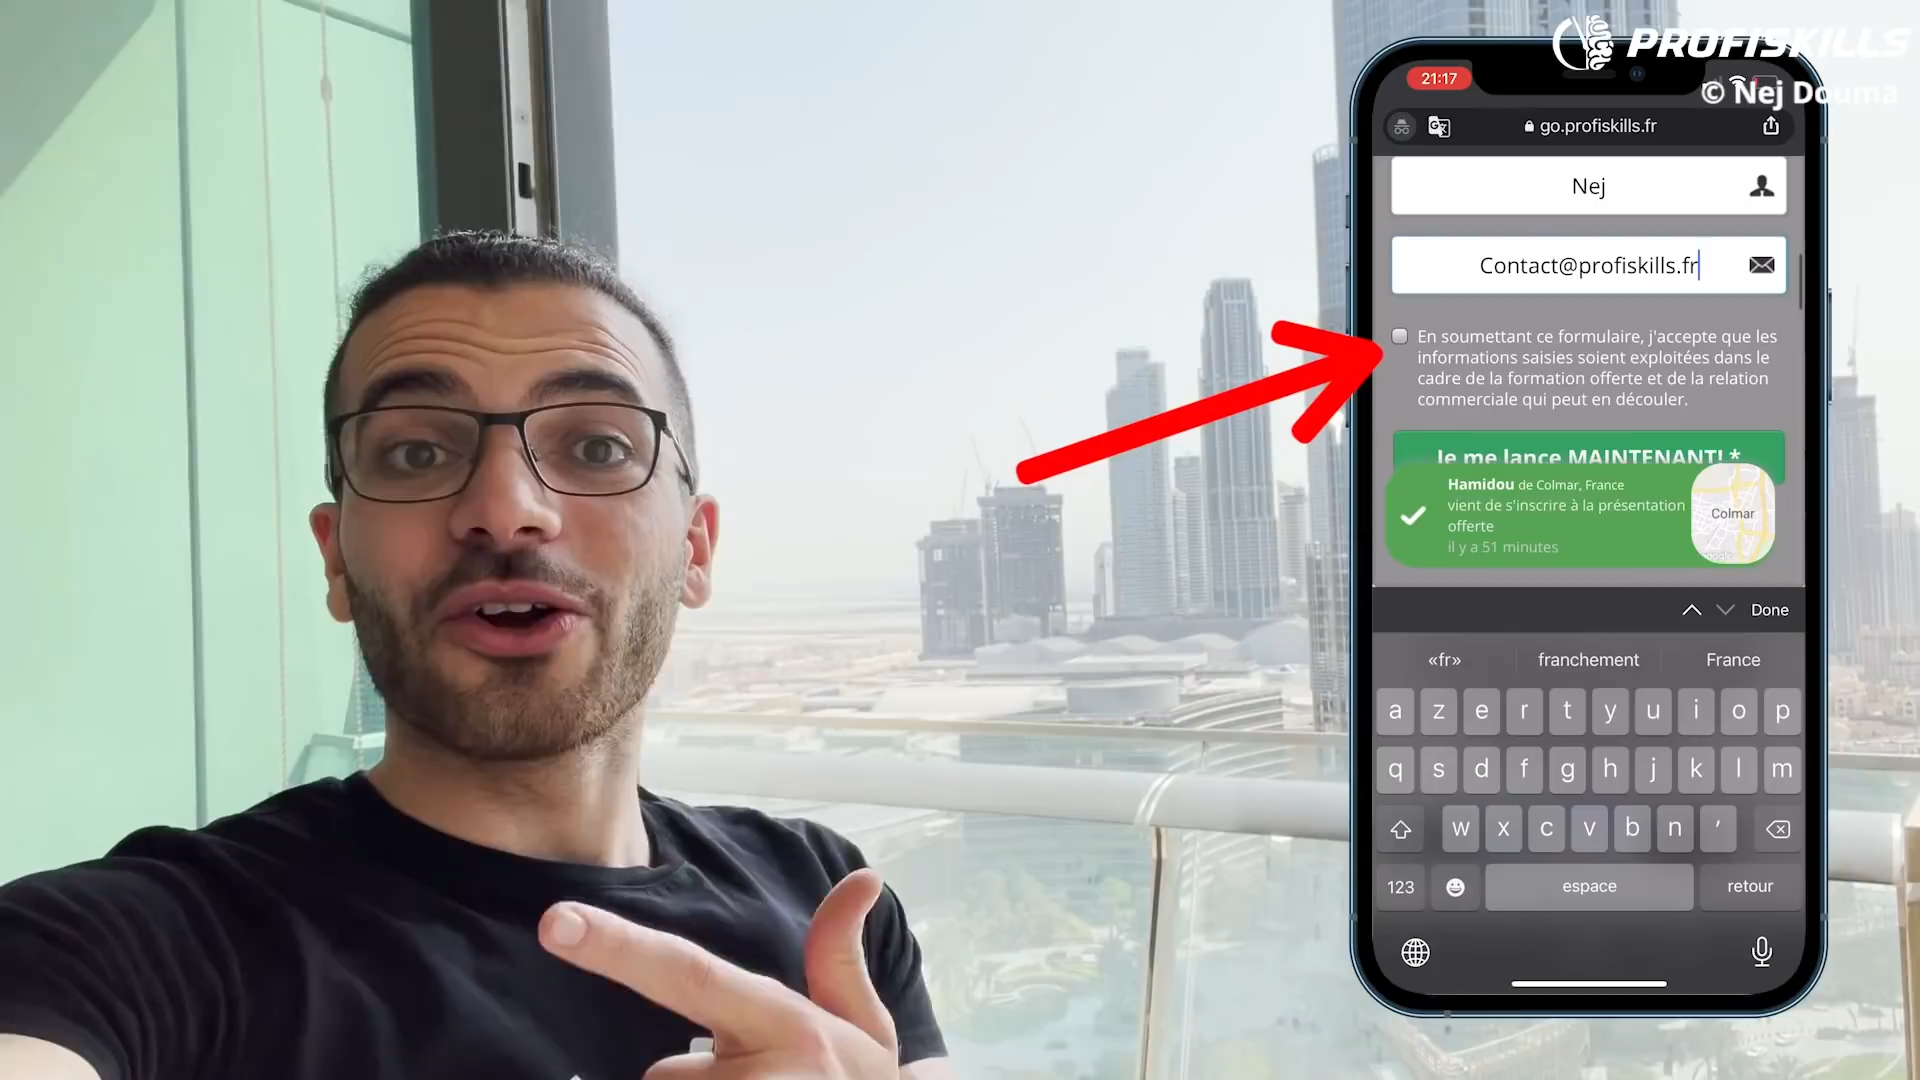 PROFISKILLS
© Nej Douma
21:17
go.profiskills.fr
Nej
Contact@profiskills.fr
En soumettant ce formulaire, j'accepte que les
informations saisies soient exploitées dans le
cadre de la formation offerte et de la relation
commerciale qui peut en découler.
Je me lance MAINTENANT! *
Hamidou de Colmar, France
vient de s'inscrire à la présentation
offerte
il y a 51 minutes
Colmar
Google
Done
«fr» franchement France
a z e r t y u i o p
q s d f g h j k l m
w x c v b n '
123 espace retour